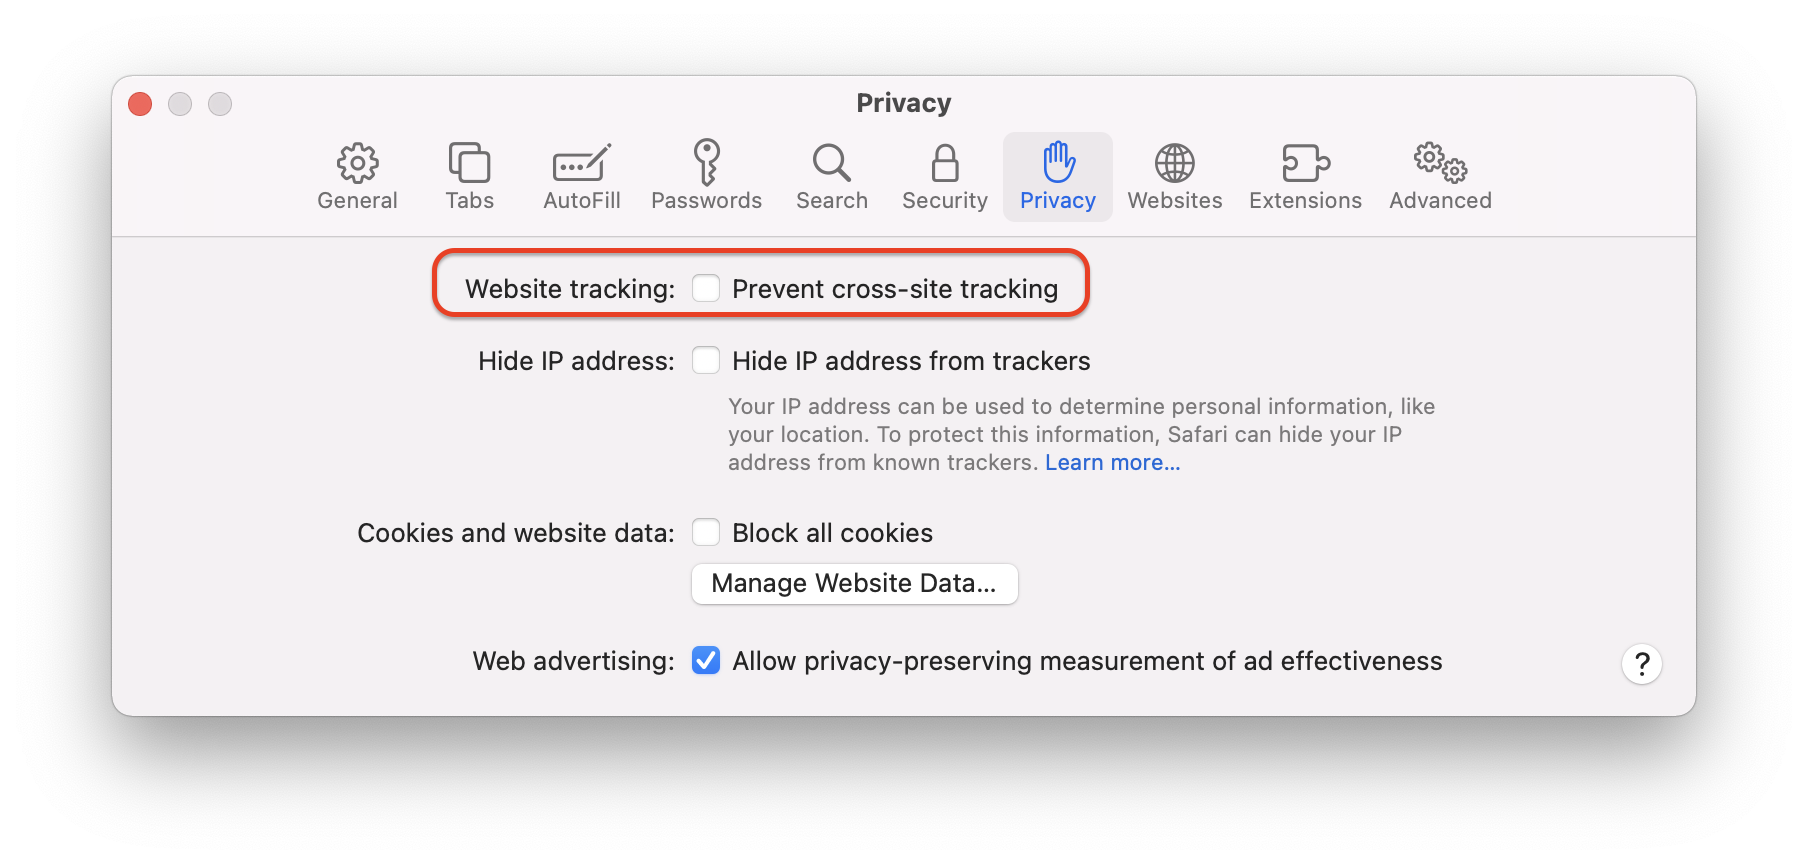 Privacy
General Tabs AutoFill Passwords Search Security Privacy Websites Extensions Advanced
Website tracking: Prevent cross-site tracking
Hide IP address: Hide IP address from trackers
Your IP address can be used to determine personal information, like
your location. To protect this information, Safari can hide your IP
address from known trackers. Learn more...
Cookies and website data: Block all cookies
Manage Website Data...
Web advertising: Allow privacy-preserving measurement of ad effectiveness
?